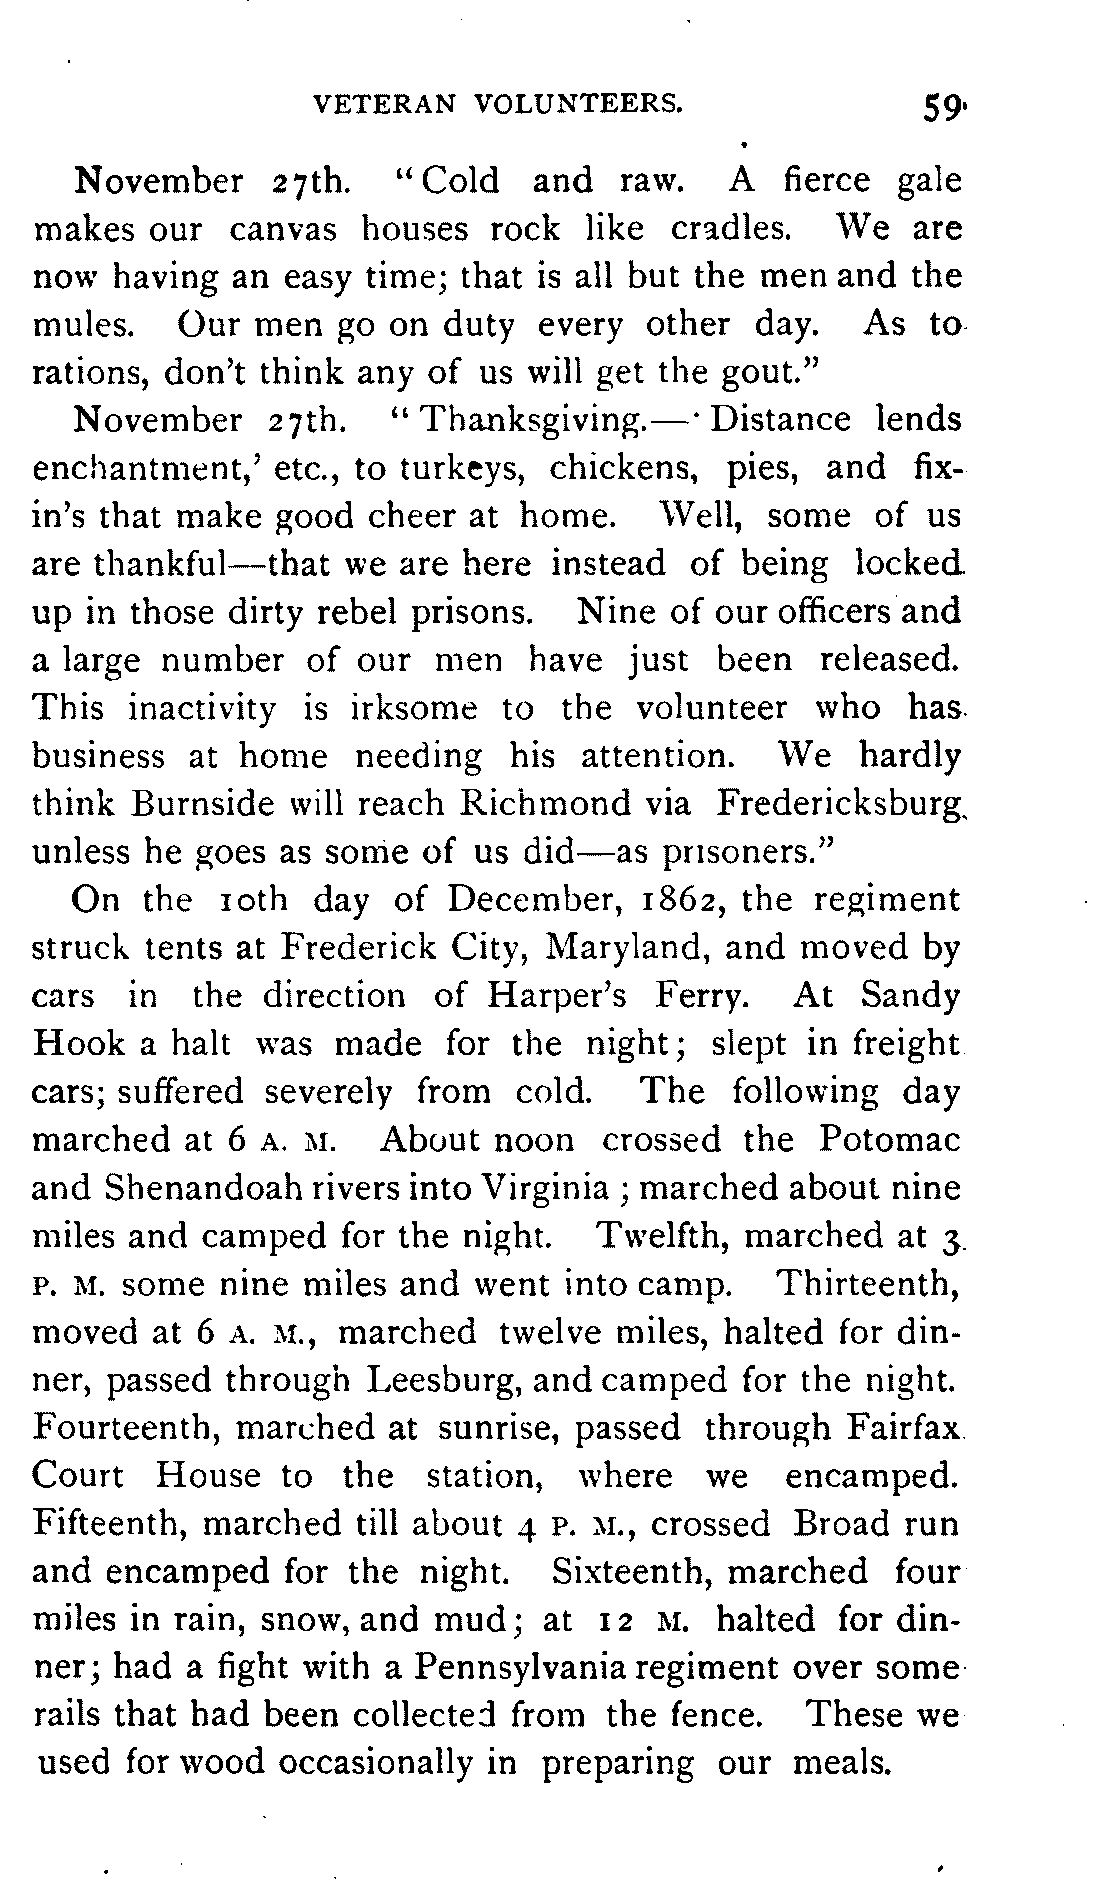 VETERAN VOLUNTEERS. 59
November 27th. "Cold and raw. A fierce gale
makes our canvas houses rock like cradles. We are
now having an easy time; that is all but the men and the
mules. Our men go on duty every other day. As to
rations, don't think any of us will get the gout."
November 27th. "Thanksgiving.—'Distance lends
enchantment,' etc., to turkeys, chickens, pies, and fix-
in's that make good cheer at home. Well, some of us
are thankful—that we are here instead of being locked
up in those dirty rebel prisons. Nine of our officers and
a large number of our men have just been released.
This inactivity is irksome to the volunteer who has
business at home needing his attention. We hardly
think Burnside will reach Richmond via Fredericksburg,
unless he goes as some of us did—as prisoners."
On the 10th day of December, 1862, the regiment
struck tents at Frederick City, Maryland, and moved by
cars in the direction of Harper's Ferry. At Sandy
Hook a halt was made for the night; slept in freight
cars; suffered severely from cold. The following day
marched at 6 A. M. About noon crossed the Potomac
and Shenandoah rivers into Virginia; marched about nine
miles and camped for the night. Twelfth, marched at 3
P. M. some nine miles and went into camp. Thirteenth,
moved at 6 A. M., marched twelve miles, halted for din-
ner, passed through Leesburg, and camped for the night.
Fourteenth, marched at sunrise, passed through Fairfax
Court House to the station, where we encamped.
Fifteenth, marched till about 4 P. M., crossed Broad run
and encamped for the night. Sixteenth, marched four
miles in rain, snow, and mud; at 12 M. halted for din-
ner; had a fight with a Pennsylvania regiment over some
rails that had been collected from the fence. These we
used for wood occasionally in preparing our meals.